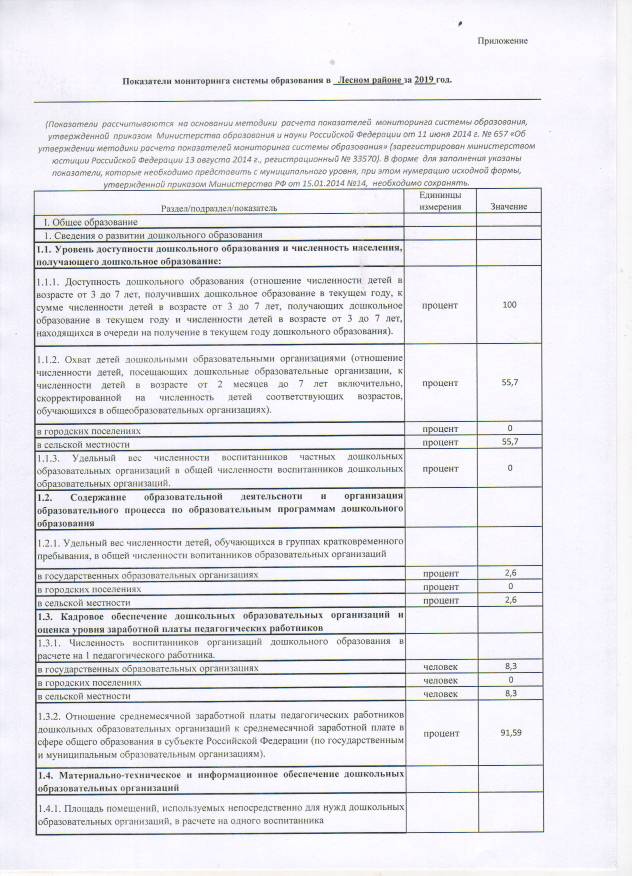 Приложение
Показатели мониторинга системы образования в Лесном районе за 2019 год.
(Показатели рассчитываются на основании методики расчета показателей мониторинга системы образования,
утвержденной приказом Министерства образования и науки Российской Федерации от 11 июня 2014 г. № 657 «Об
утверждении методики расчета показателей мониторинга системы образования» (зарегистрирован министерством
юстиции Российской Федерации 13 августа 2014 г., регистрационный № 33570). В форме для заполнения указаны
показатели, которые необходимо представить с муниципального уровня, при этом нумерацию исходной формы,
утвержденной приказом Министерства РФ от 15.01.2014 №14, необходимо сохранять.
Раздел/подраздел/показатель
Единицы
измерения
Значение
I. Общее образование
1. Сведения о развитии дошкольного образования
1.1. Уровень доступности дошкольного образования и численность населения,
получающего дошкольное образование:
1.1.1. Доступность дошкольного образования (отношение численности детей в
возрасте от 3 до 7 лет, получивших дошкольное образование в текущем году, к
сумме численности детей в возрасте от 3 до 7 лет, получающих дошкольное
образование в текущем году и численности детей в возрасте от 3 до 7 лет,
находящихся в очереди на получение в текущем году дошкольного образования).
процент
100
1.1.2. Охват детей дошкольными образовательными организациями (отношение
численности детей, посещающих дошкольные образовательные организации, к
численности детей в возрасте от 2 месяцев до 7 лет включительно,
скорректированной на численность детей соответствующих возрастов,
обучающихся в общеобразовательных организациях).
процент
55,7
в городских поселениях процент 0
в сельской местности процент 55,7
1.1.3. Удельный вес численности воспитанников частных дошкольных
образовательных организаций в общей численности воспитанников дошкольных
образовательных организаций.
процент
0
1.2. Содержание образовательной деятельсноти и организация
образовательного процесса по образовательным программам дошкольного
образования
1.2.1. Удельный вес численности детей, обучающихся в группах кратковременного
пребывания, в общей численности вопитанников образовательных организаций
в государственных образовательных организациях процент 2,6
в городских поселениях процент 0
в сельской местности процент 2,6
1.3. Кадровое обеспечение дошкольных образовательных организаций и
оценка уровня заработной платы педагогических работников
1.3.1. Численность воспитанников организаций дошкольного образования в
расчете на 1 педагогического работника.
в государственных образовательных организациях человек 8,3
в городских поселениях человек 0
в сельской местности человек 8,3
1.3.2. Отношение среднемесячной заработной платы педагогических работников
дошкольных образовательных организаций к среднемесячной заработной плате в
сфере общего образования в субъекте Российской Федерации (по государственным
и муниципальным образовательным организациям).
процент
91,59
1.4. Материально-техническое и информационное обеспечение дошкольных
образовательных организаций
1.4.1. Площадь помещений, используемых непосредственно для нужд дошкольных
образовательных организаций, в расчете на одного воспитанника